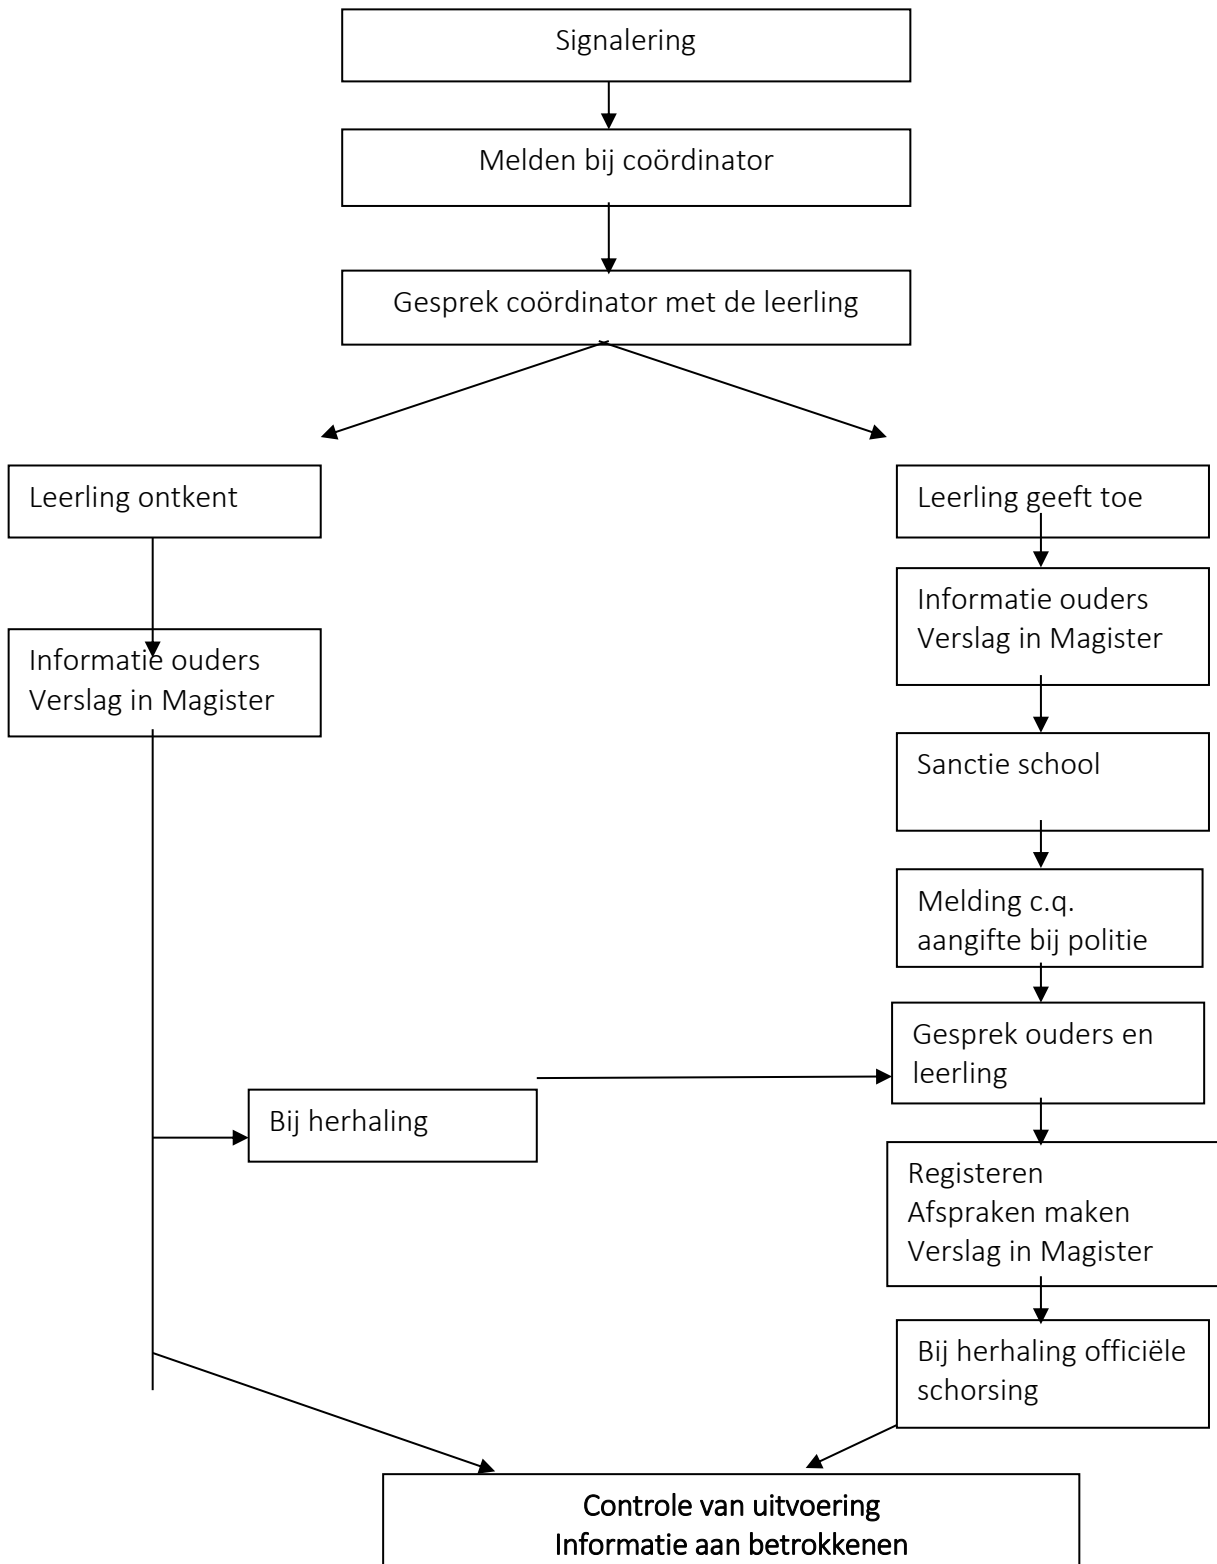 Signalering
Melden bij coördinator
Gesprek coördinator met de leerling
Leerling ontkent
Leerling geeft toe
Informatie ouders
Verslag in Magister
Informatie ouders
Verslag in Magister
Sanctie school
Melding c.q.
aangifte bij politie
Gesprek ouders en
leerling
Bij herhaling
Registeren
Afspraken maken
Verslag in Magister
Bij herhaling officiële
schorsing
Controle van uitvoering
Informatie aan betrokkenen